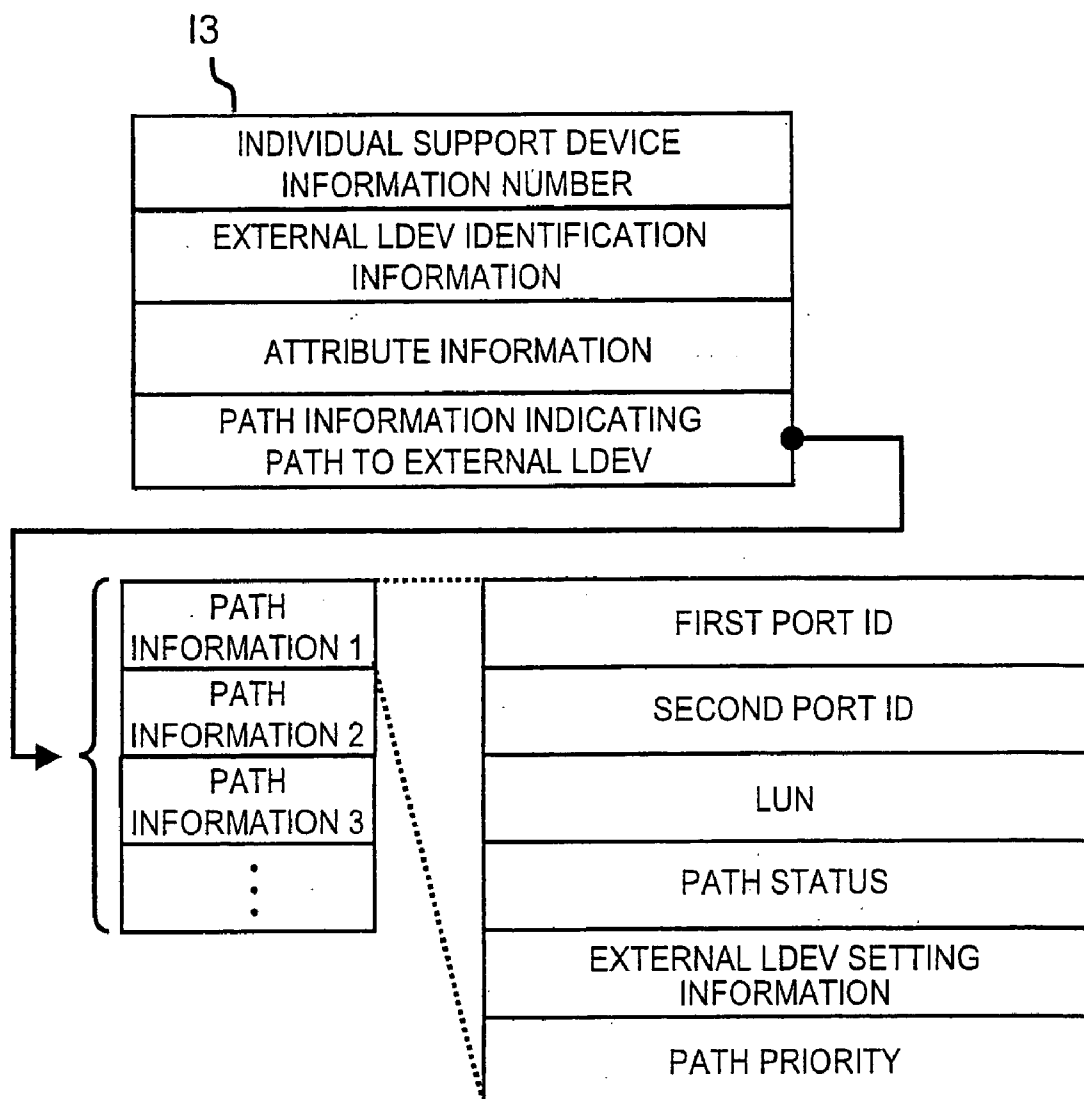 I3
INDIVIDUAL SUPPORT DEVICE
INFORMATION NUMBER
EXTERNAL LDEV IDENTIFICATION
INFORMATION
ATTRIBUTE INFORMATION
PATH INFORMATION INDICATING
PATH TO EXTERNAL LDEV
PATH
INFORMATION 1
PATH
INFORMATION 2
PATH
INFORMATION 3
FIRST PORT ID
SECOND PORT ID
LUN
PATH STATUS
EXTERNAL LDEV SETTING
INFORMATION
PATH PRIORITY